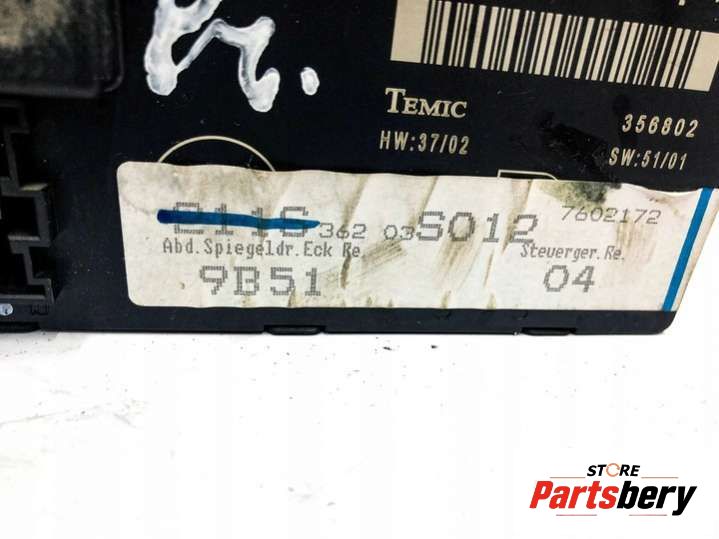 TEMIC
356802
HW:37/02
SW:51/01
211S 362 03 S012 7602172
Abd.Spiegeldr.Eck Re. Steuerger.Re.
9B51 04
STORE
Partsbery